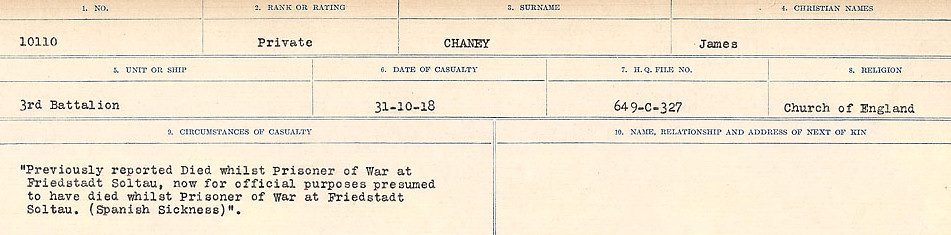 1. NO. 2. RANK OR RATING 3. SURNAME 4. CHRISTIAN NAMES
10110 Private CHANEY James
5. UNIT OR SHIP 6. DATE OF CASUALTY 7. H.Q. FILE NO. 8. RELIGION
3rd Battalion 31-10-18 649-C-327 Church of England
9. CIRCUMSTANCES OF CASUALTY 10. NAME, RELATIONSHIP AND ADDRESS OF NEXT OF KIN
"Previously reported Died whilst Prisoner of War at
Friedstadt Soltau, now for official purposes presumed
to have died whilst Prisoner of War at Friedstadt
Soltau. (Spanish Sickness)".